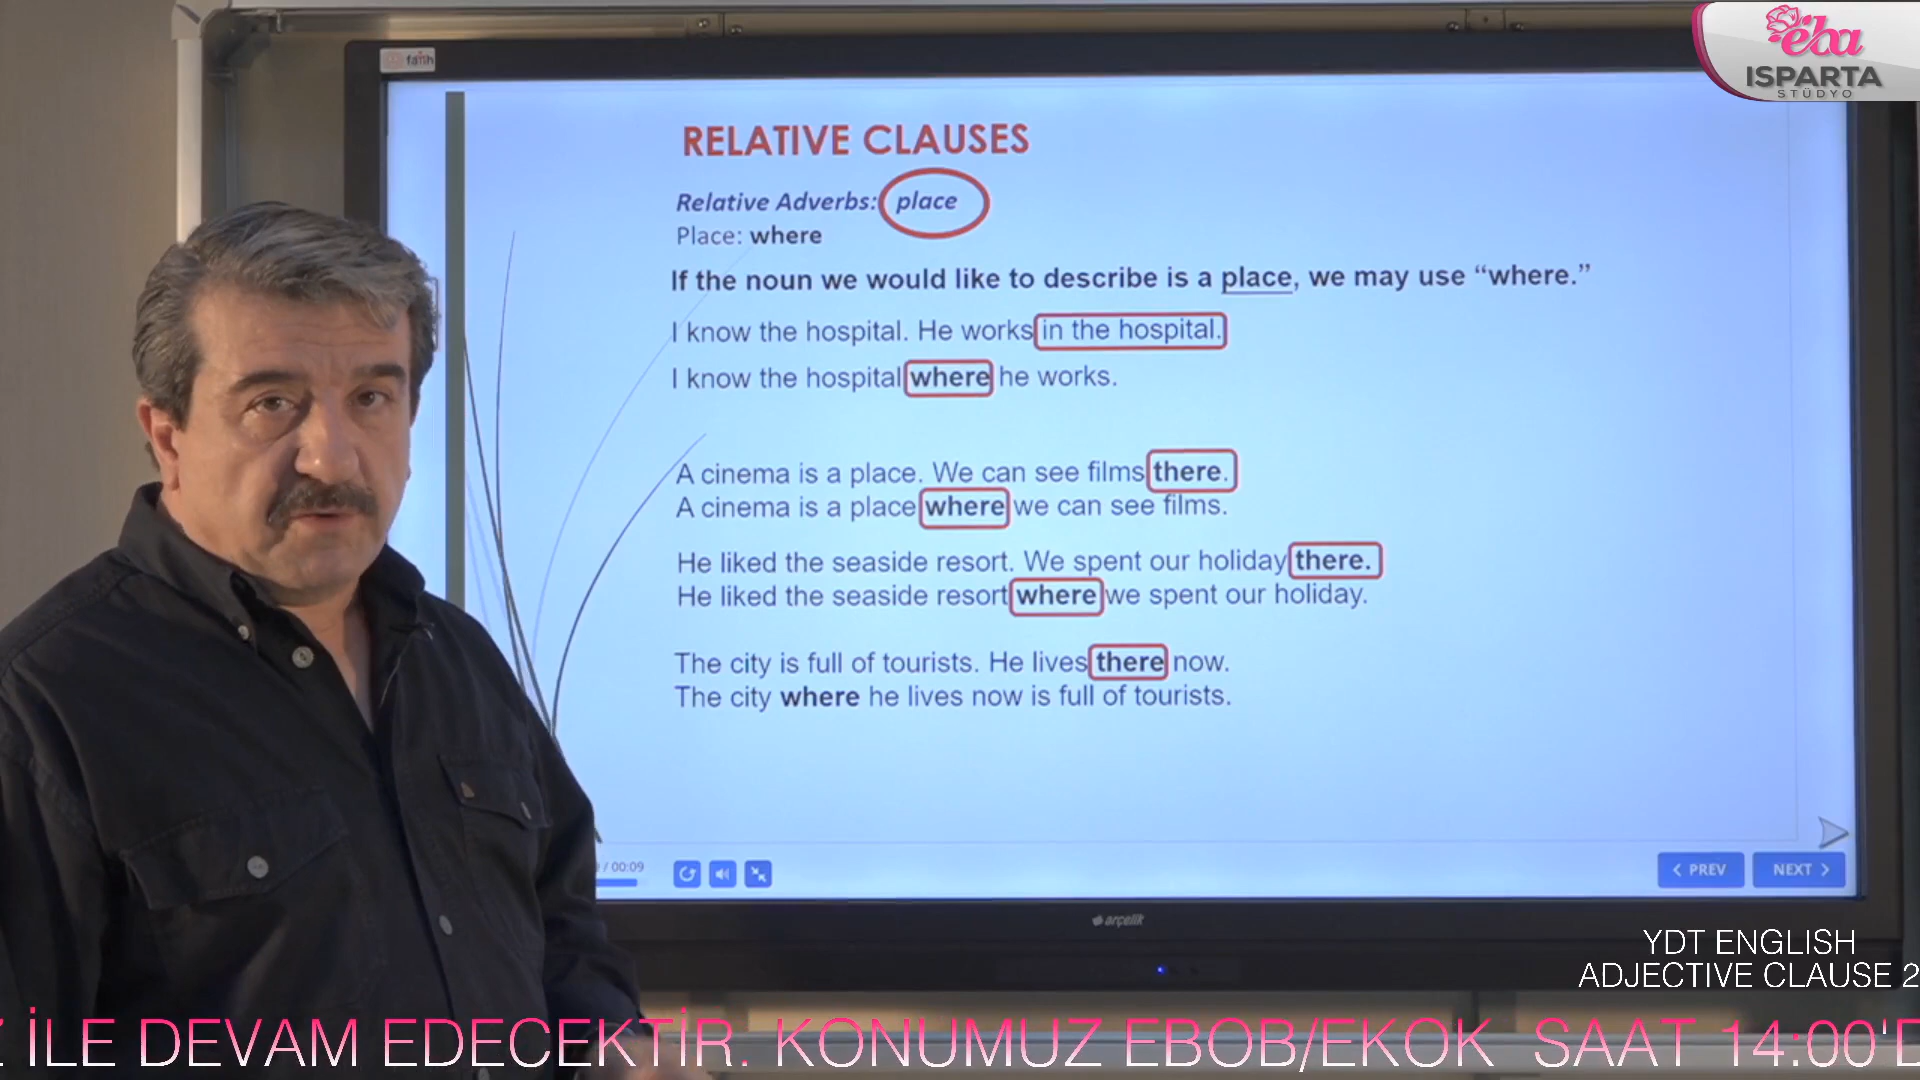 eba
ISPARTA
STÜDYO
fatih
RELATIVE CLAUSES
Relative Adverbs: place
Place: where
If the noun we would like to describe is a place, we may use “where.”
I know the hospital. He works in the hospital.
I know the hospital where he works.
A cinema is a place. We can see films there.
A cinema is a place where we can see films.
He liked the seaside resort. We spent our holiday there.
He liked the seaside resort where we spent our holiday.
The city is full of tourists. He lives there now.
The city where he lives now is full of tourists.
/ 00:09
< PREV
NEXT >
arçelik
YDT ENGLISH
ADJECTIVE CLAUSE 2
İLE DEVAM EDECEKTİR. KONUMUZ EBOB/EKOK SAAT 14:00'D